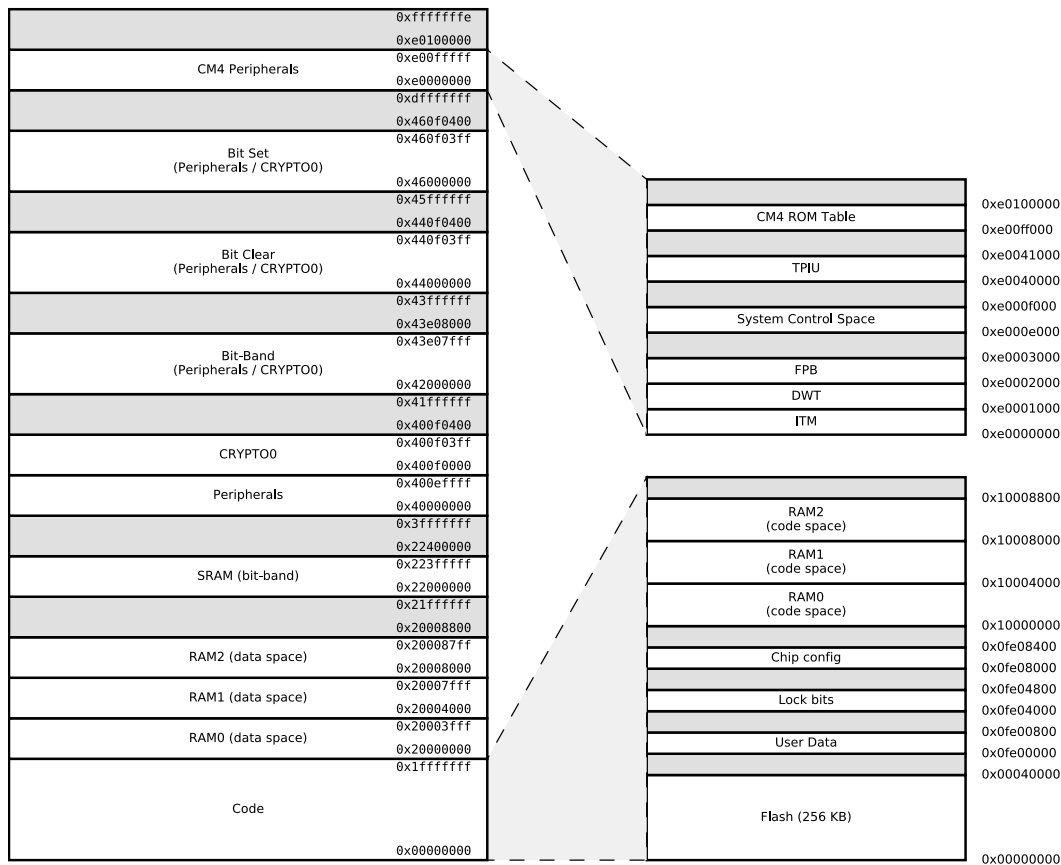 0xfffffffe
0xe0100000
0xe00fffff
CM4 Peripherals
0xe0000000
0xdfffffff
0x460f0400
0x460f03ff
Bit Set
(Peripherals / CRYPTO0)
0x46000000
0x45ffffff
0x440f0400
0x440f03ff
Bit Clear
(Peripherals / CRYPTO0)
0x44000000
0x43ffffff
0x43e08000
0x43e07fff
Bit-Band
(Peripherals / CRYPTO0)
0x42000000
0x41ffffff
0x400f0400
0x400f03ff
CRYPTO0
0x400f0000
0x400effff
Peripherals
0x40000000
0x3fffffff
0x22400000
0x223fffff
SRAM (bit-band)
0x22000000
0x21ffffff
0x20008800
0x200087ff
RAM2 (data space)
0x20008000
0x20007fff
RAM1 (data space)
0x20004000
0x20003fff
RAM0 (data space)
0x20000000
0x1fffffff
Code
0x00000000
0xe0100000
CM4 ROM Table
0xe00ff000
0xe0041000
TPIU
0xe0040000
0xe000f000
System Control Space
0xe000e000
0xe0003000
FPB
0xe0002000
DWT
0xe0001000
ITM
0xe0000000
0x10008800
RAM2
(code space)
0x10008000
RAM1
(code space)
0x10004000
RAM0
(code space)
0x10000000
0x0fe08400
Chip config
0x0fe08000
0x0fe04800
Lock bits
0x0fe04000
0x0fe00800
User Data
0x0fe00000
0x00040000
Flash (256 KB)
0x00000000